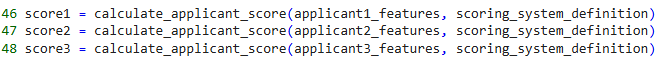 46 score1 = calculate_applicant_score(applicant1_features, scoring_system_definition)
47 score2 = calculate_applicant_score(applicant2_features, scoring_system_definition)
48 score3 = calculate_applicant_score(applicant3_features, scoring_system_definition)